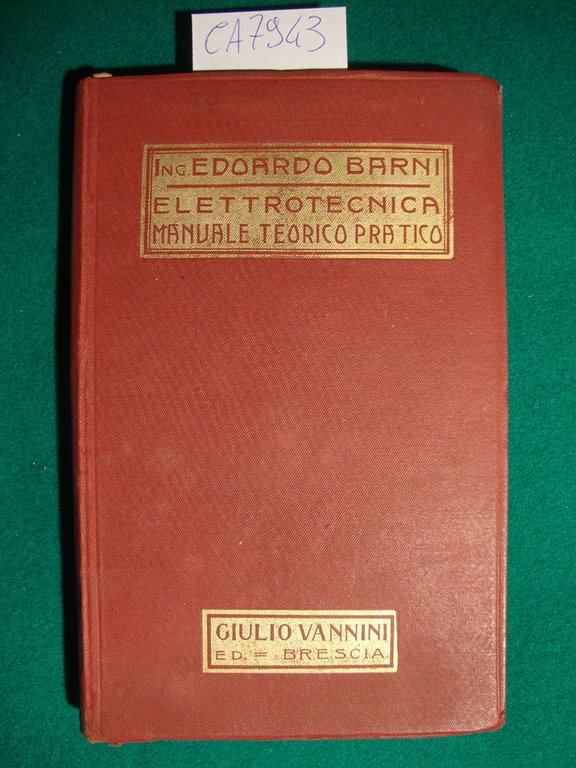 CA7943
ING. EDOARDO BARNI
ELETTROTECNICA
MANUALE TEORICO PRATICO
GIULIO VANNINI
ED. = BRESCIA